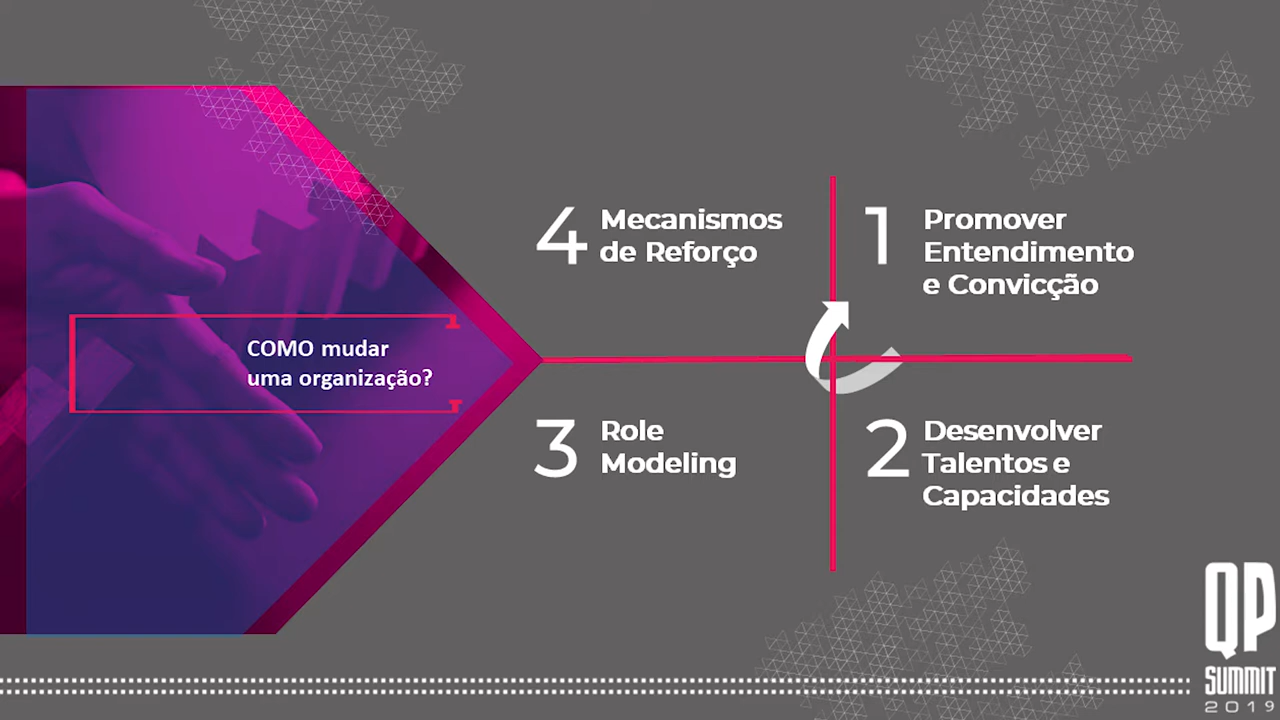 COMO mudar
uma organização?
4
Mecanismos
de Reforço
1
Promover
Entendimento
e Convicção
3
Role
Modeling
2
Desenvolver
Talentos e
Capacidades
QP
SUMMIT
2019